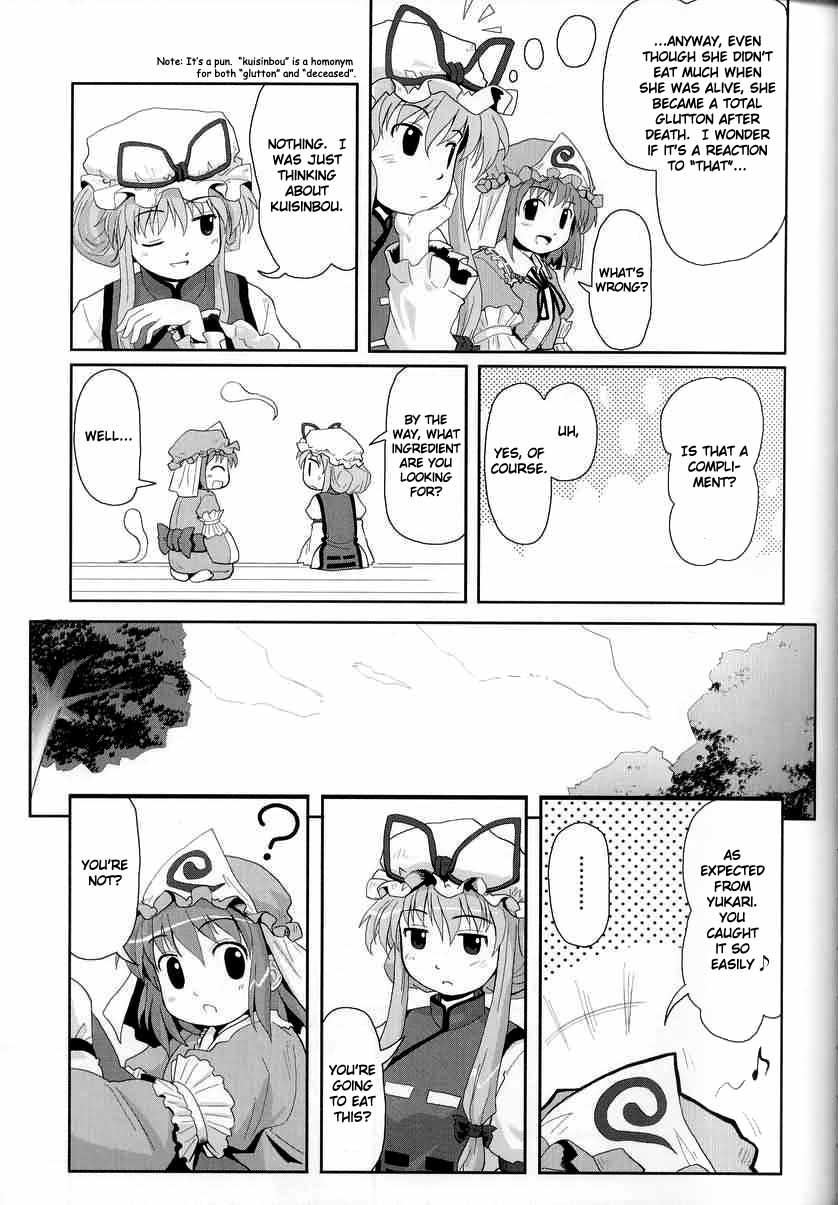 ...ANYWAY, EVEN
THOUGH SHE DIDN'T
EAT MUCH WHEN
SHE WAS ALIVE, SHE
BECAME A TOTAL
GLUTTON AFTER
DEATH. I WONDER
IF IT'S A REACTION
TO "THAT"...
WHAT'S
WRONG?
Note: It's a pun. "kuisinbou" is a homonym
for both "glutton" and "deceased".
NOTHING. I
WAS JUST
THINKING
ABOUT
KUISINBOU.
IS THAT A
COMPLI-
MENT?
UH,
YES, OF
COURSE.
BY THE
WAY, WHAT
INGREDIENT
ARE YOU
LOOKING
FOR?
WELL...
AS
EXPECTED
FROM
YUKARI.
YOU
CAUGHT
IT SO
EASILY ♪
.........
YOU'RE
GOING
TO EAT
THIS?
?
YOU'RE
NOT?